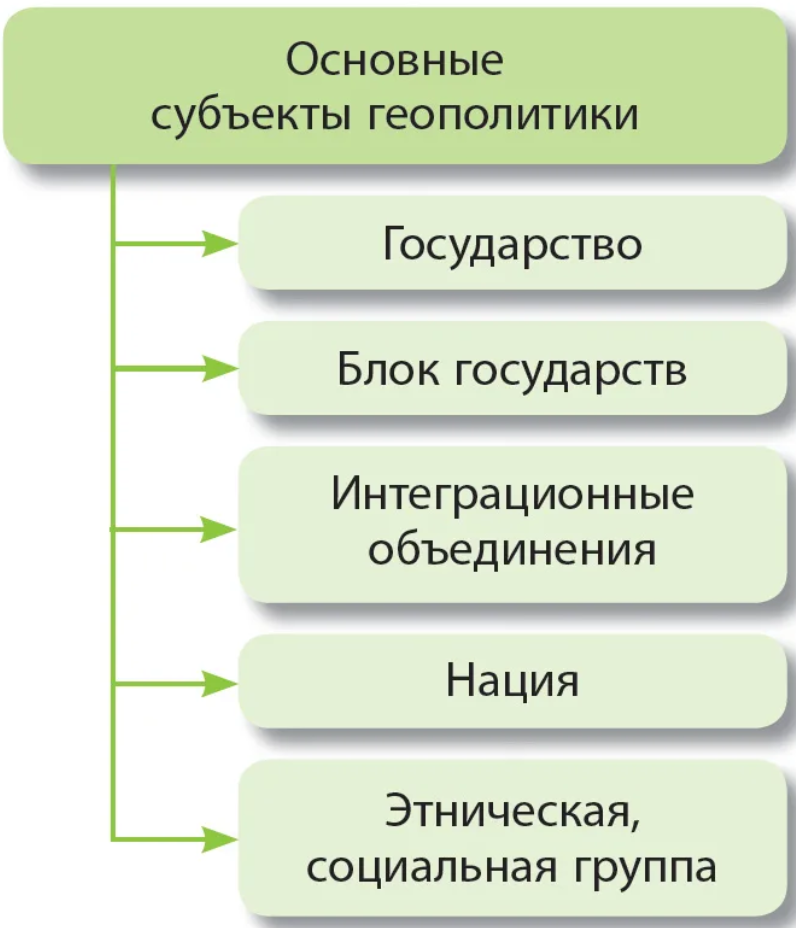 Основные
субъекты геополитики
Государство
Блок государств
Интеграционные
объединения
Нация
Этническая,
социальная группа